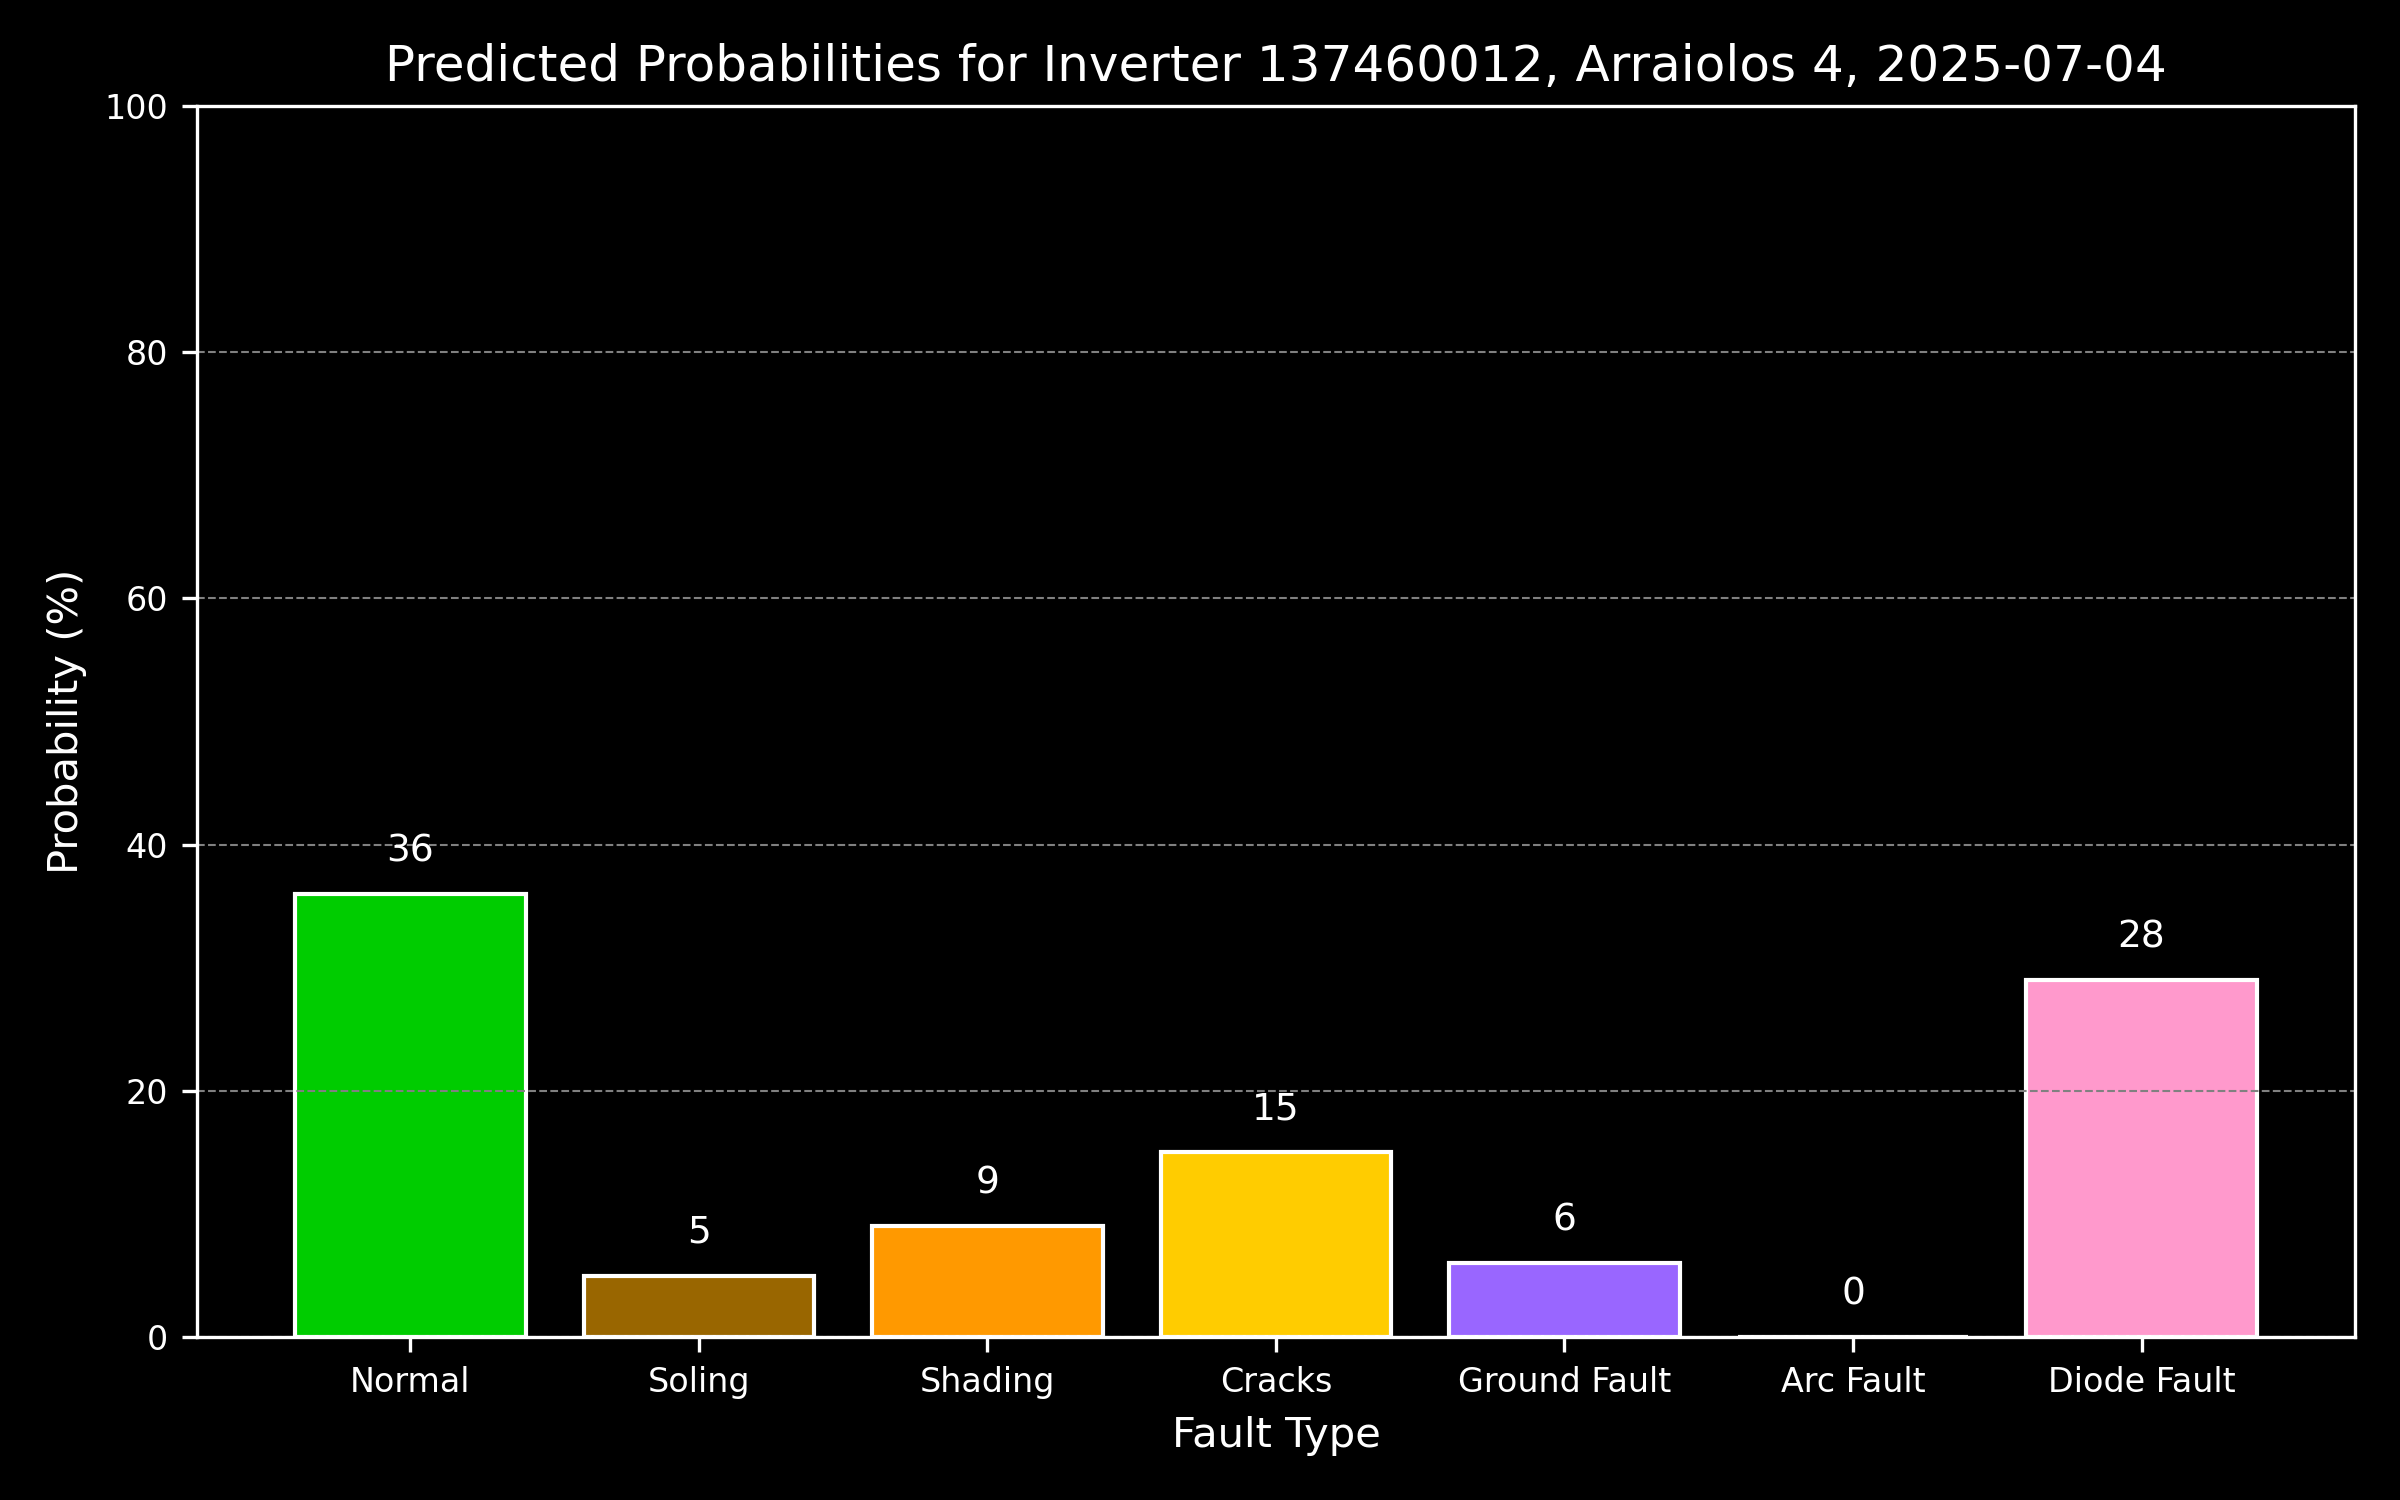 Predicted Probabilities for Inverter 137460012, Arraiolos 4, 2025-07-04
100
80
60
40
20
0
Probability (%)
36
5
9
15
6
0
28
Normal
Soling
Shading
Cracks
Ground Fault
Arc Fault
Diode Fault
Fault Type